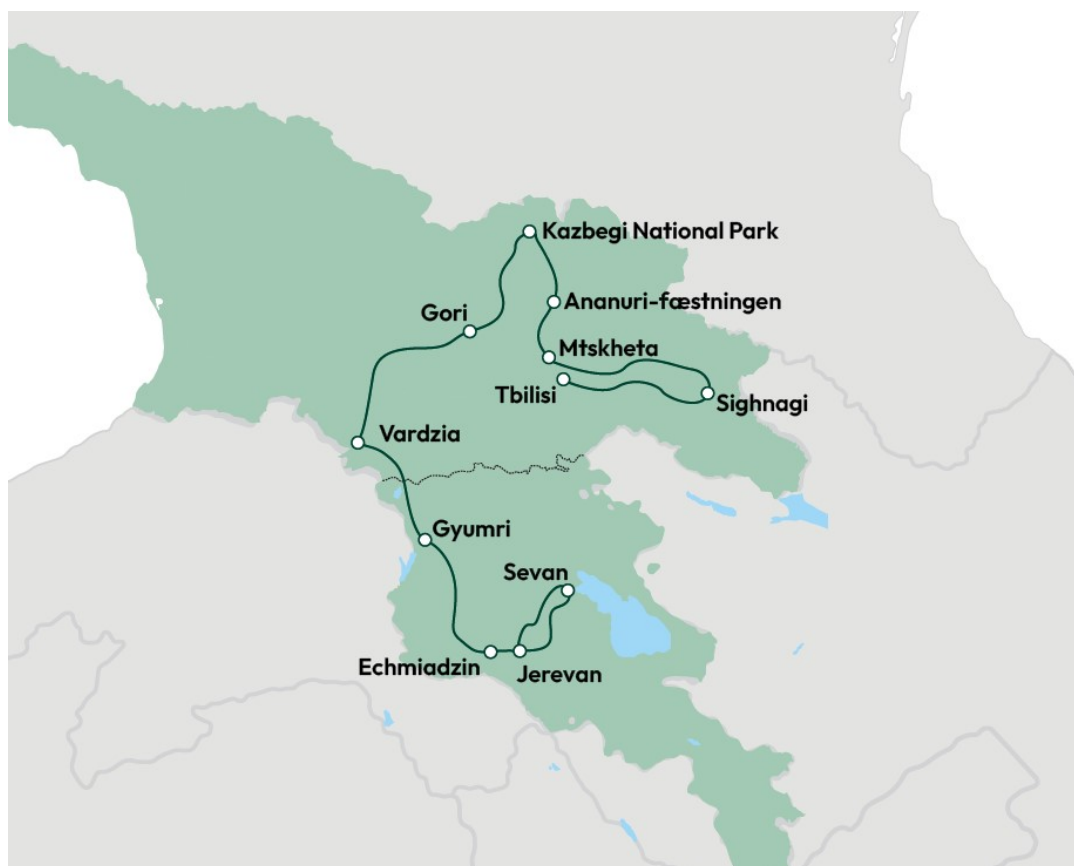 Kazbegi National Park
Ananuri-fæstningen
Gori
Mtskheta
Tbilisi
Sighnagi
Vardzia
Gyumri
Sevan
Echmiadzin
Jerevan